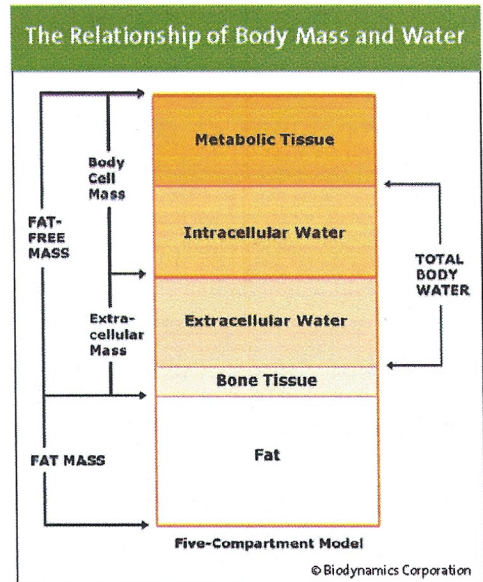 The Relationship of Body Mass and Water
Metabolic Tissue
Body
Cell
Mass
FAT-
FREE
MASS
Intracellular Water
TOTAL
BODY
WATER
Extra-
cellular
Mass
Extracellular Water
Bone Tissue
FAT MASS
Fat
Five-Compartment Model
© Biodynamics Corporation